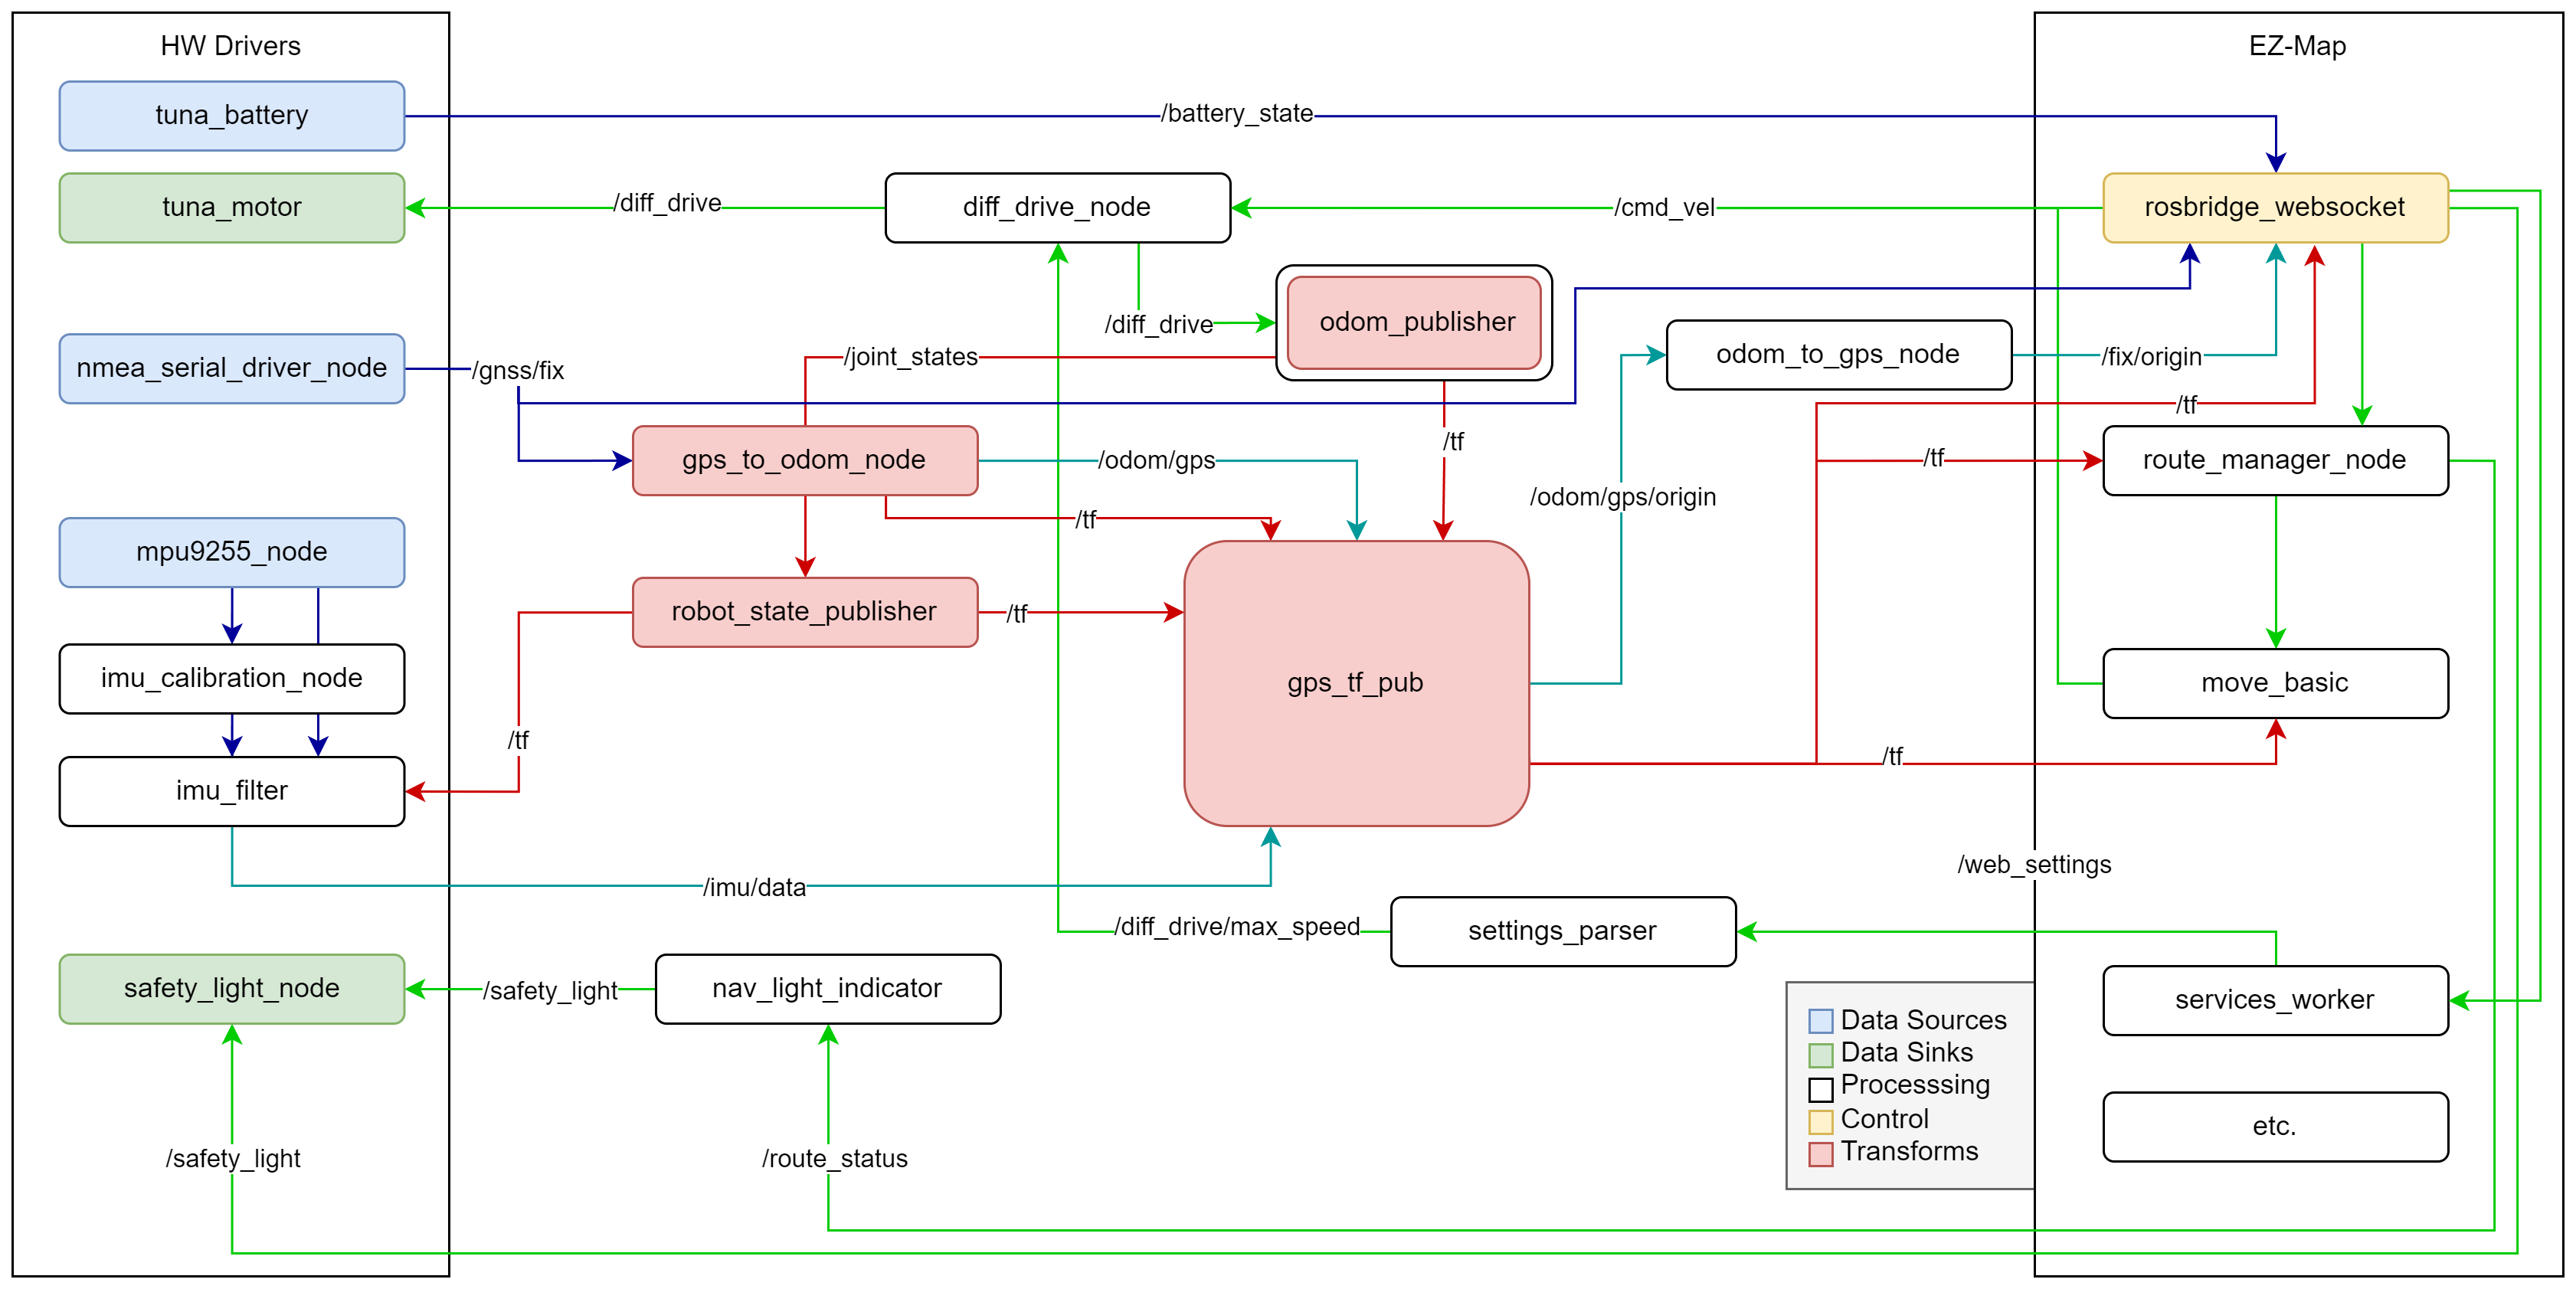 HW Drivers
EZ-Map
tuna_battery
/battery_state
tuna_motor
/diff_drive
diff_drive_node
/cmd_vel
rosbridge_websocket
/diff_drive
odom_publisher
/joint_states
odom_to_gps_node
/fix/origin
nmea_serial_driver_node
/gnss/fix
/tf
/tf
gps_to_odom_node
/odom/gps
/tf
route_manager_node
/odom/gps/origin
/tf
mpu9255_node
robot_state_publisher
/tf
imu_calibration_node
gps_tf_pub
move_basic
/tf
/tf
imu_filter
/web_settings
/imu/data
/diff_drive/max_speed
settings_parser
safety_light_node
/safety_light
nav_light_indicator
services_worker
Data Sources
Data Sinks
Processsing
Control
Transforms
etc.
/safety_light
/route_status